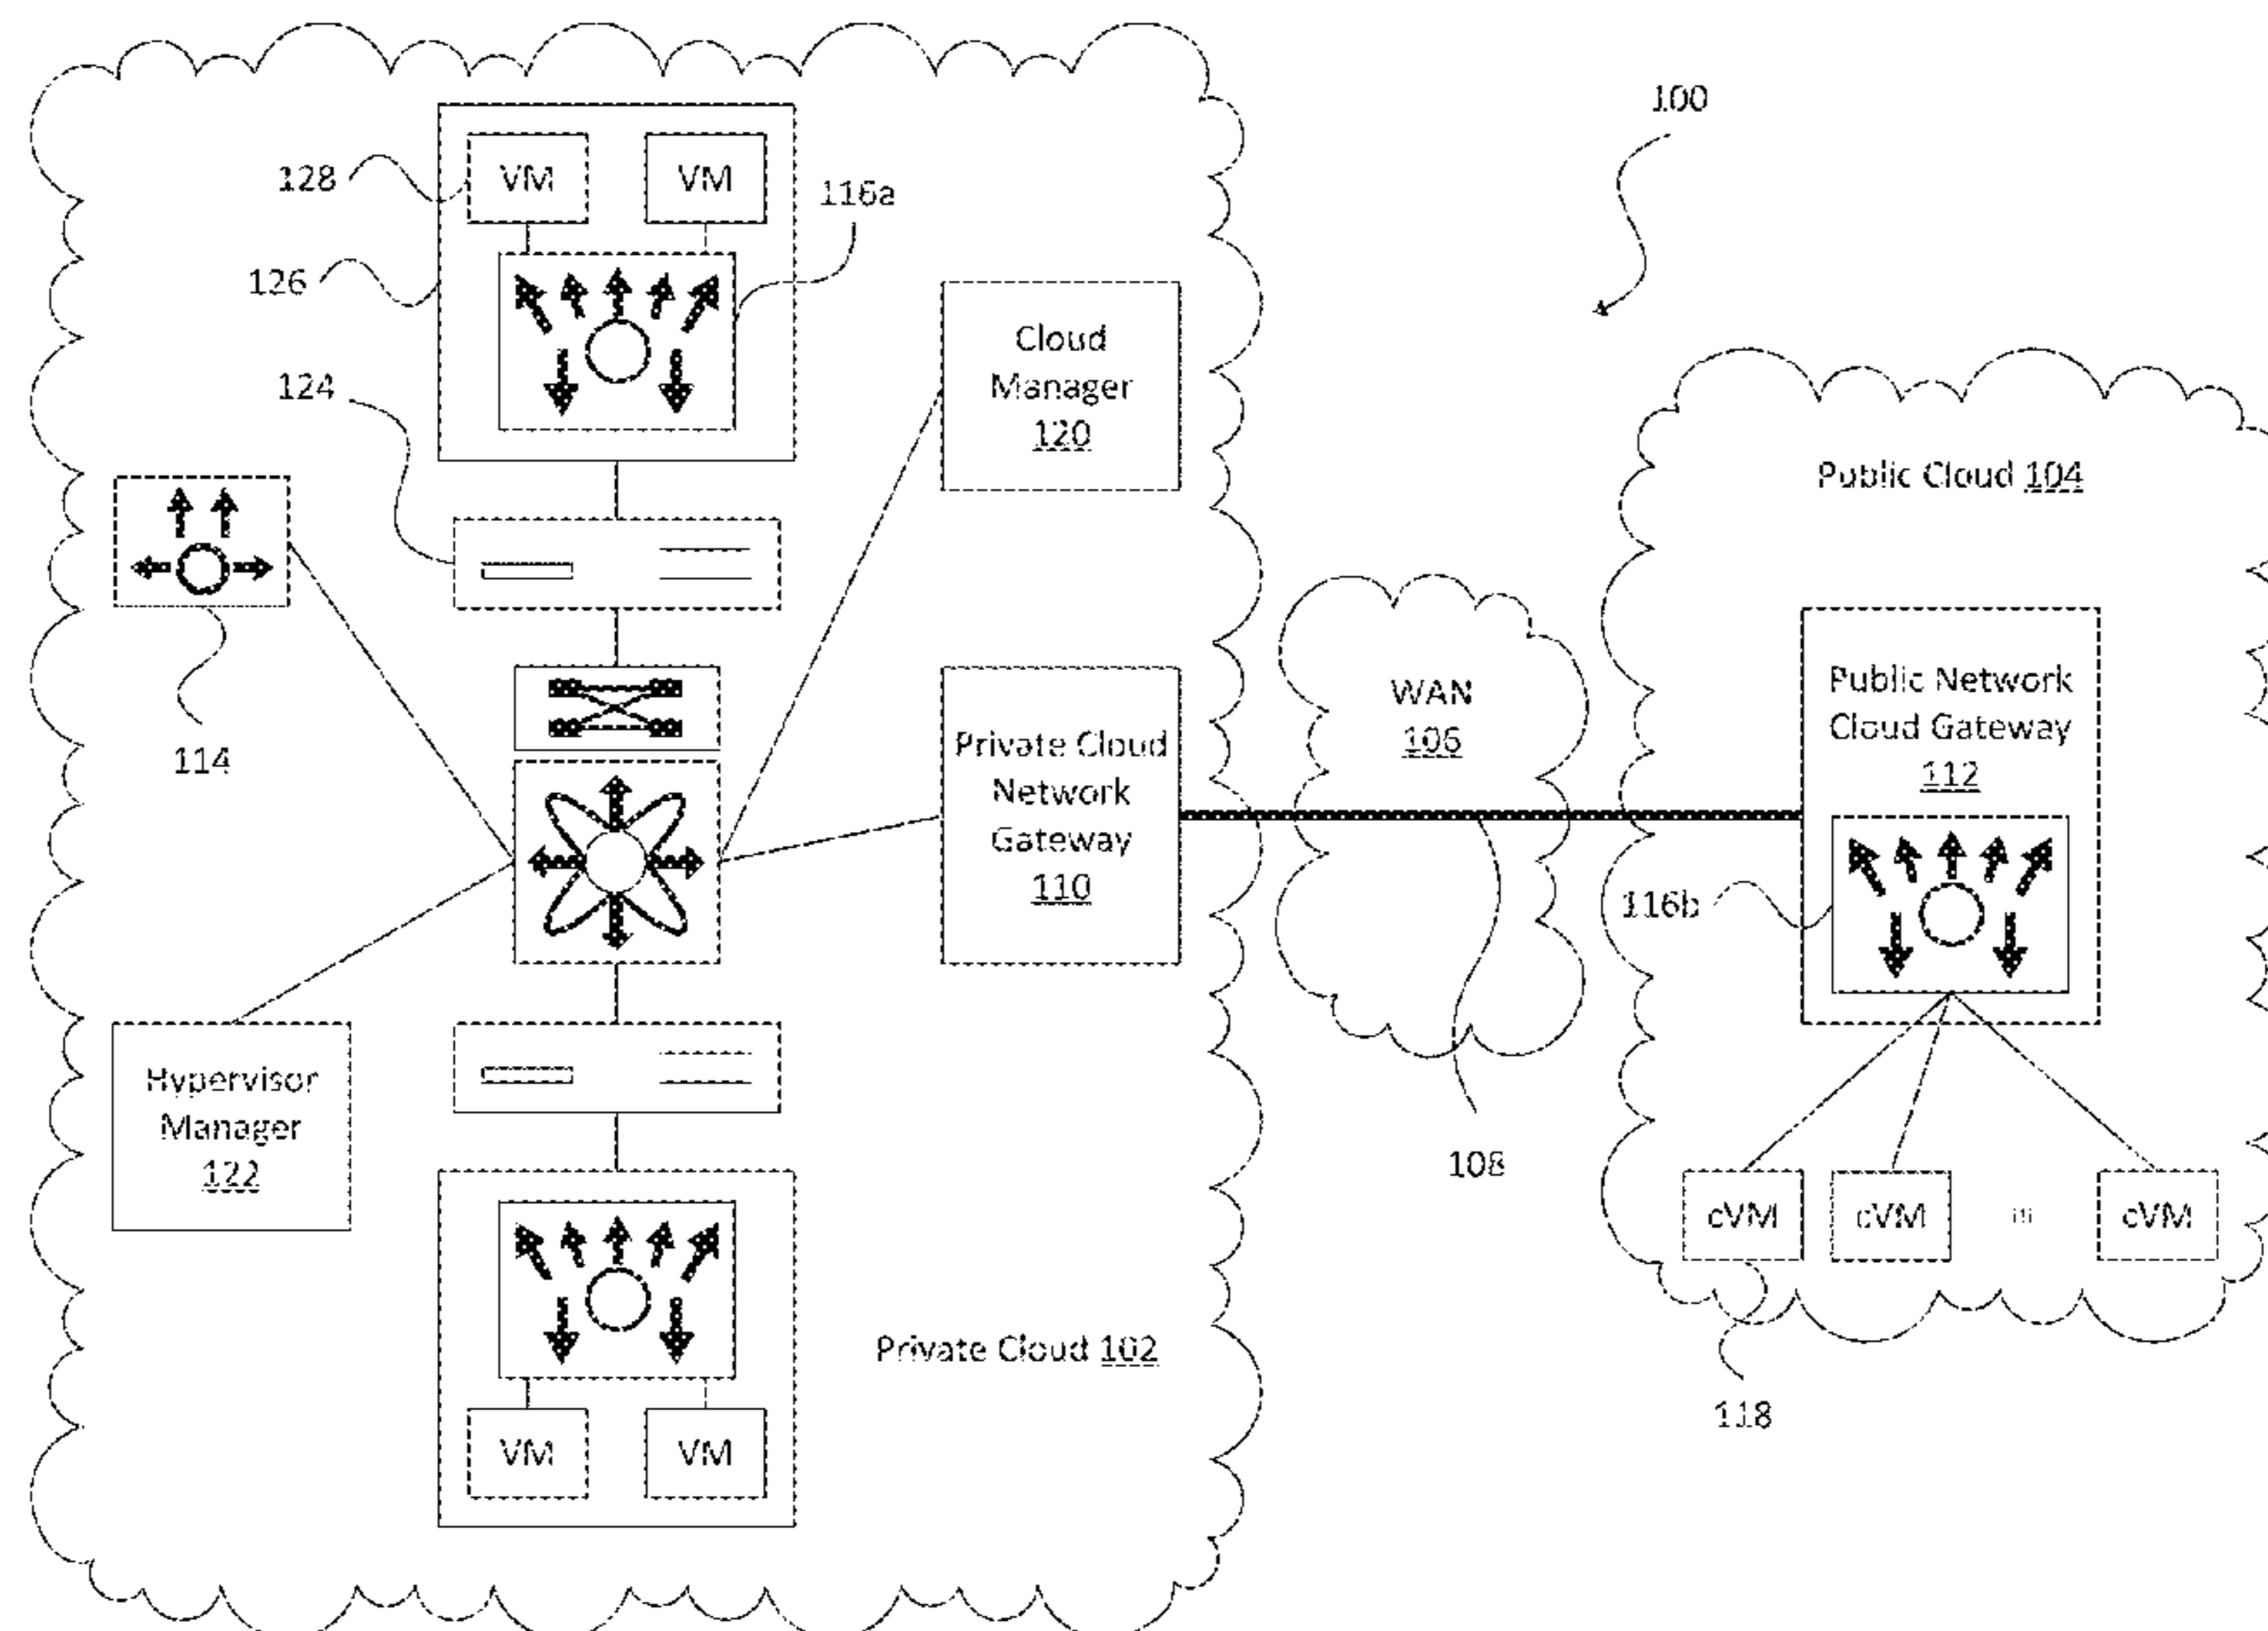 100
VM
VM
128
116a
126
Cloud
Manager
120
124
Public Cloud 104
114
WAN
106
Public Network
Cloud Gateway
112
Private Cloud
Network
Gateway
110
116b
Hypervisor
Manager
122
108
cVM
cVM
...
cVM
Private Cloud 102
118
VM
VM